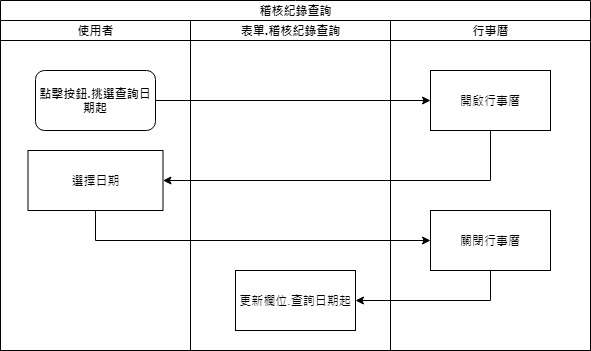 稽核紀錄查詢
使用者
表單.稽核紀錄查詢
行事曆
點擊按鈕.挑選查詢日
期起
開啟行事曆
選擇日期
關閉行事曆
更新欄位.查詢日期起